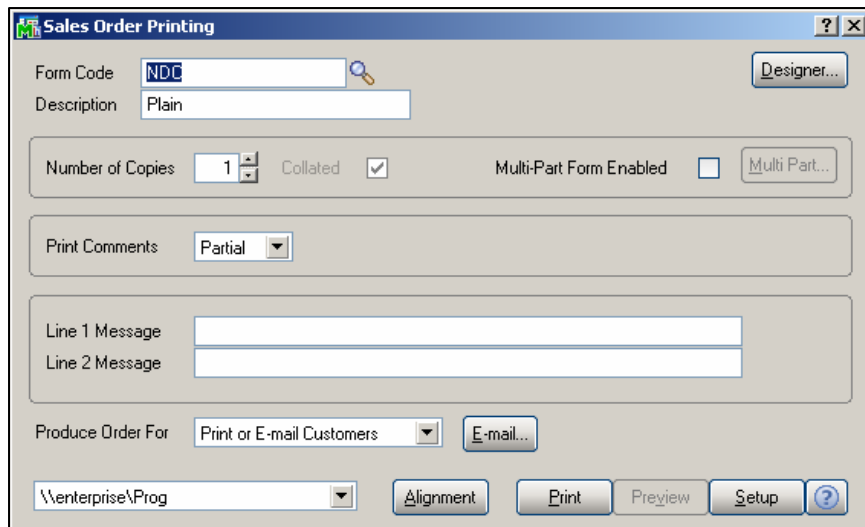 Sales Order Printing
Form Code NDC
Designer...
Description Plain
Number of Copies 1 Collated Multi-Part Form Enabled Multi Part...
Print Comments Partial
Line 1 Message
Line 2 Message
Produce Order For Print or E-mail Customers E-mail...
\\enterprise\Prog Alignment Print Preview Setup ?